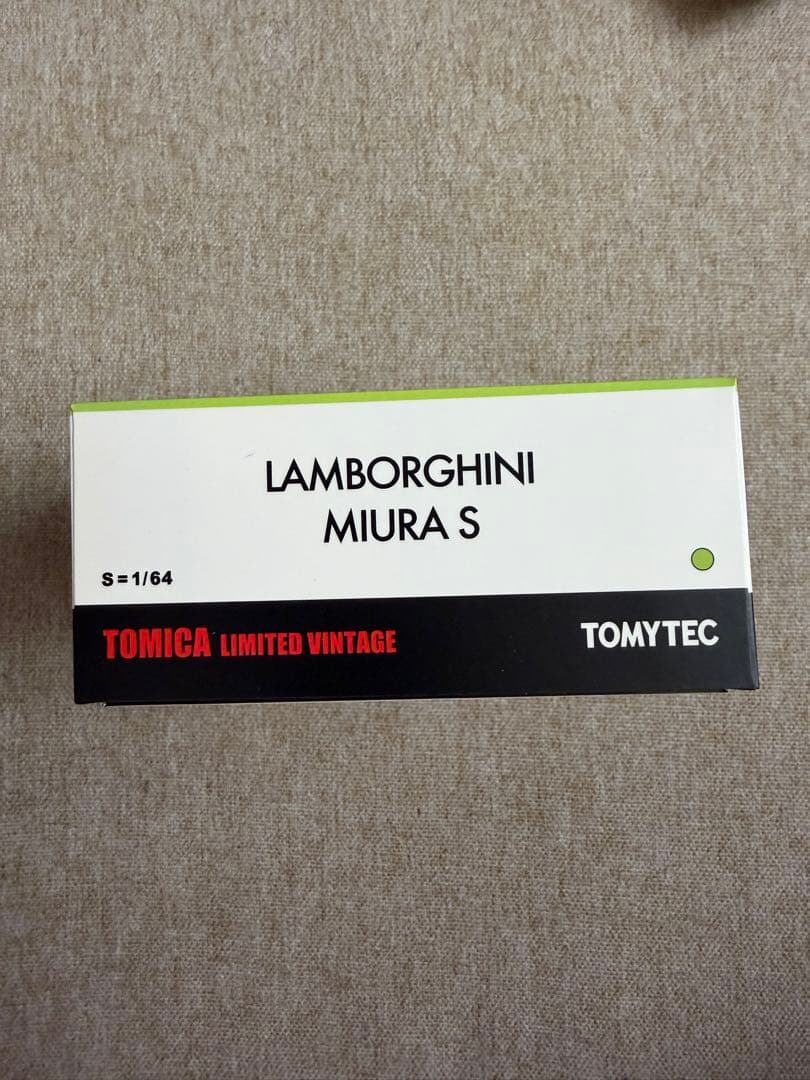 LAMBORGHINI
MIURA S
S=1/64
TOMICA LIMITED VINTAGE
TOMYTEC